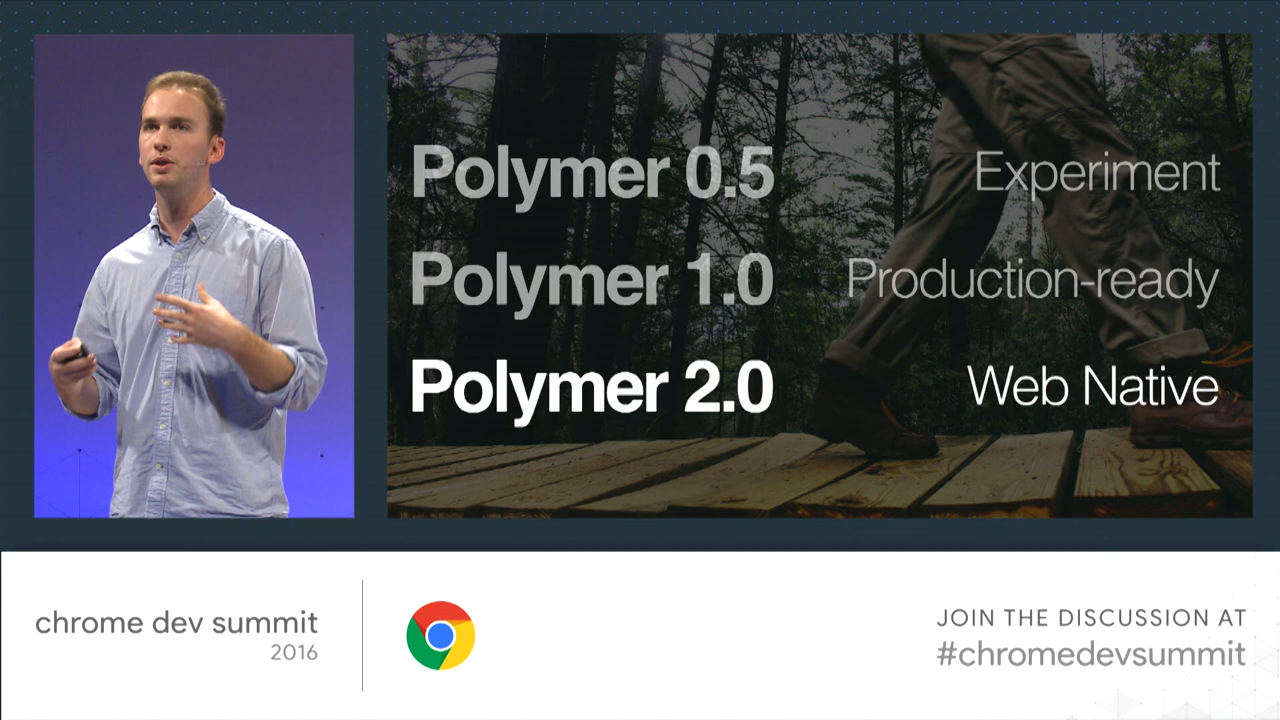 Polymer 0.5 Experiment
Polymer 1.0 Production-ready
Polymer 2.0 Web Native
chrome dev summit
2016
JOIN THE DISCUSSION AT
#chromedevsummit